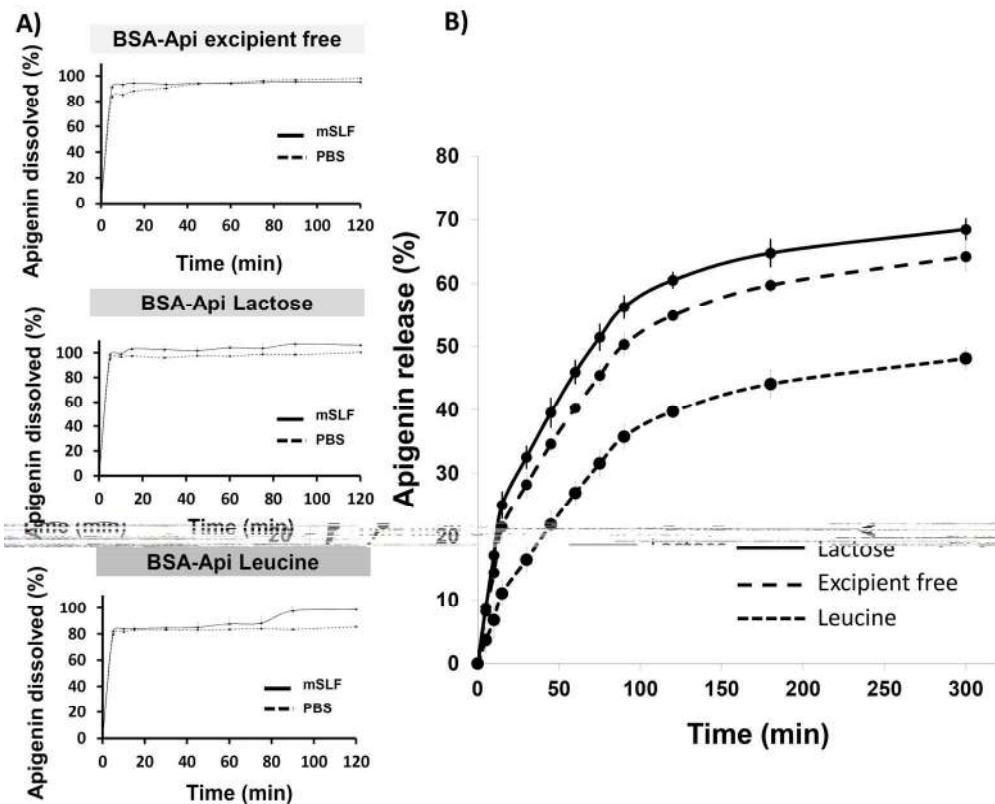 A)
BSA-Api excipient free
Apigenin dissolved (%)
100
80
60
40
20
0
mSLF
PBS
0 20 40 60 80 100 120
Time (min)
BSA-Api Lactose
Apigenin dissolved (%)
100
80
60
40
20
0
mSLF
PBS
0 20 40 60 80 100 120
Time (min)
BSA-Api Leucine
Apigenin dissolved (%)
100
80
60
40
20
0
mSLF
PBS
0 20 40 60 80 100 120
Time (min)
B)
Apigenin release (%)
80
70
60
50
40
30
20
10
0
Lactose
Excipient free
Leucine
0 50 100 150 200 250 300
Time (min)